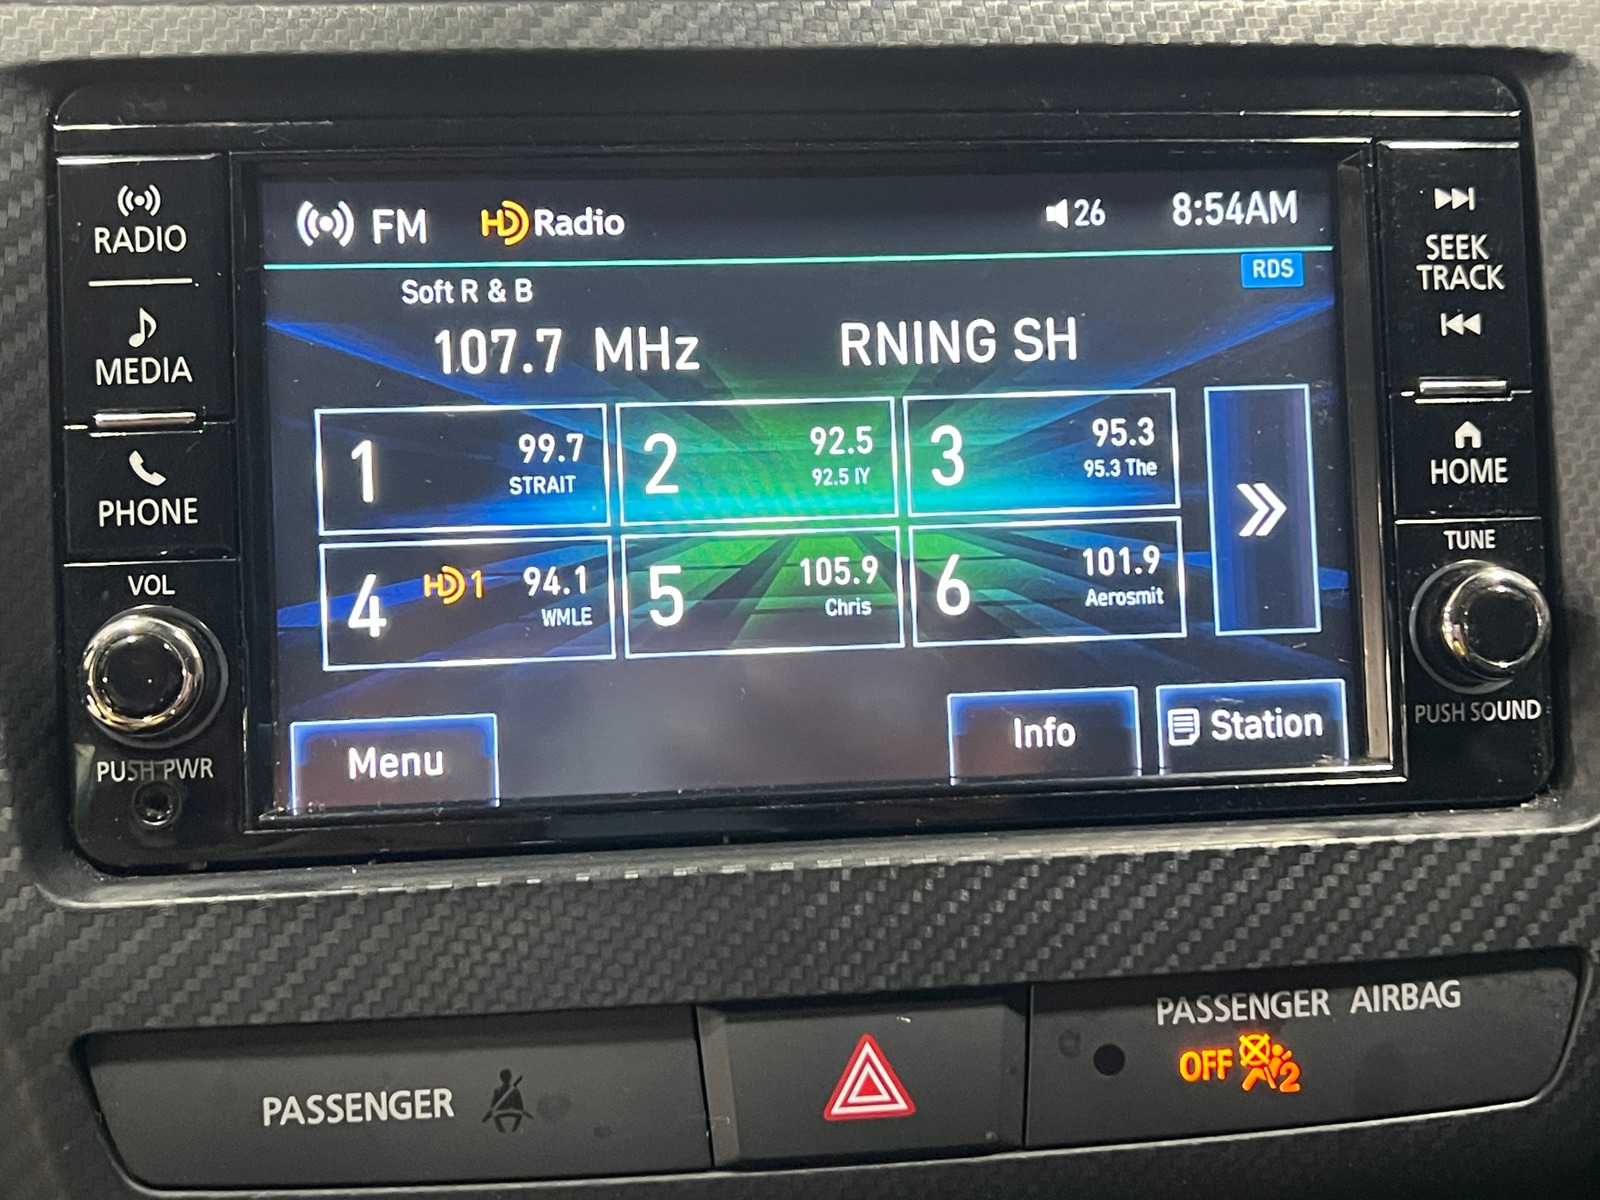 RADIO
MEDIA
PHONE
VOL
PUSH PWR
FM HD Radio 26 8:54AM
RDS
Soft R & B
107.7 MHz RNING SH
1 99.7
STRAIT
2 92.5
92.5 IY
3 95.3
95.3 The
4 HD1 94.1
WMLE
5 105.9
Chris
6 101.9
Aerosmit
Menu
Info
Station
SEEK
TRACK
HOME
TUNE
PUSH SOUND
PASSENGER
PASSENGER AIRBAG
OFF 2